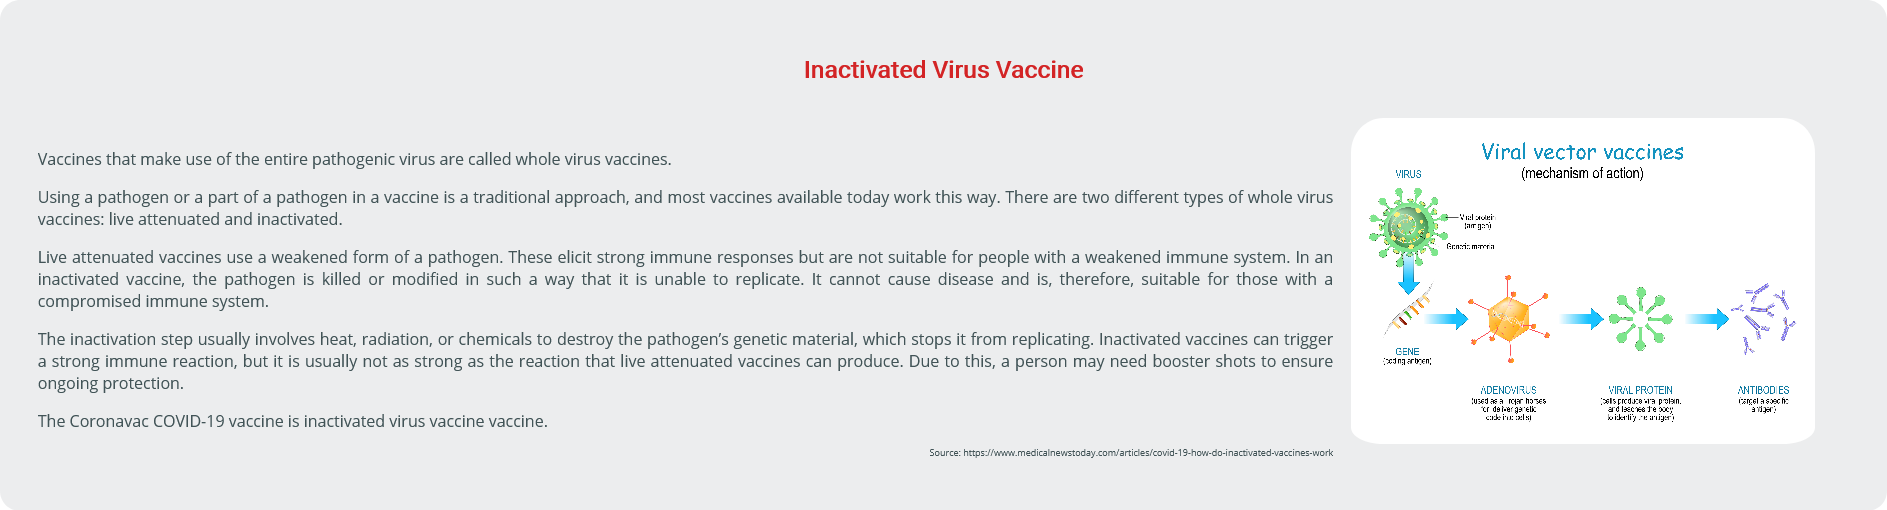 Inactivated Virus Vaccine
Vaccines that make use of the entire pathogenic virus are called whole virus vaccines.
Using a pathogen or a part of a pathogen in a vaccine is a traditional approach, and most vaccines available today work this way. There are two different types of whole virus
vaccines: live attenuated and inactivated.
Live attenuated vaccines use a weakened form of a pathogen. These elicit strong immune responses but are not suitable for people with a weakened immune system. In an
inactivated vaccine, the pathogen is killed or modified in such a way that it is unable to replicate. It cannot cause disease and is, therefore, suitable for those with a
compromised immune system.
The inactivation step usually involves heat, radiation, or chemicals to destroy the pathogen’s genetic material, which stops it from replicating. Inactivated vaccines can trigger
a strong immune reaction, but it is usually not as strong as the reaction that live attenuated vaccines can produce. Due to this, a person may need booster shots to ensure
ongoing protection.
The Coronavac COVID-19 vaccine is inactivated virus vaccine vaccine.
Source: https://www.medicalnewstoday.com/articles/covid-19-how-do-inactivated-vaccines-work
Viral vector vaccines
(mechanism of action)
VIRUS
Viral protein
(antigen)
Genetic material
GENE
(coding antigen)
ADENOVIRUS
(used as a Trojan horses
for deliver genetic
code into cells)
VIRAL PROTEIN
(cells produce viral protein,
and teaches the body
to identify the antigen)
ANTIBODIES
(target a specific
antigen)